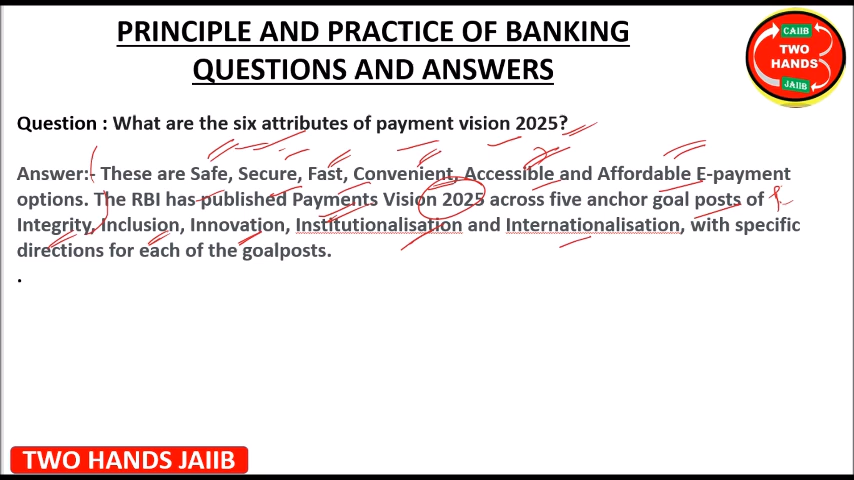 PRINCIPLE AND PRACTICE OF BANKING
QUESTIONS AND ANSWERS
CAIIB
TWO
HANDS
JAIIB
Question : What are the six attributes of payment vision 2025?
Answer:- These are Safe, Secure, Fast, Convenient, Accessible and Affordable E-payment
options. The RBI has published Payments Vision 2025 across five anchor goal posts of
Integrity, Inclusion, Innovation, Institutionalisation and Internationalisation, with specific
directions for each of the goalposts.
.
TWO HANDS JAIIB